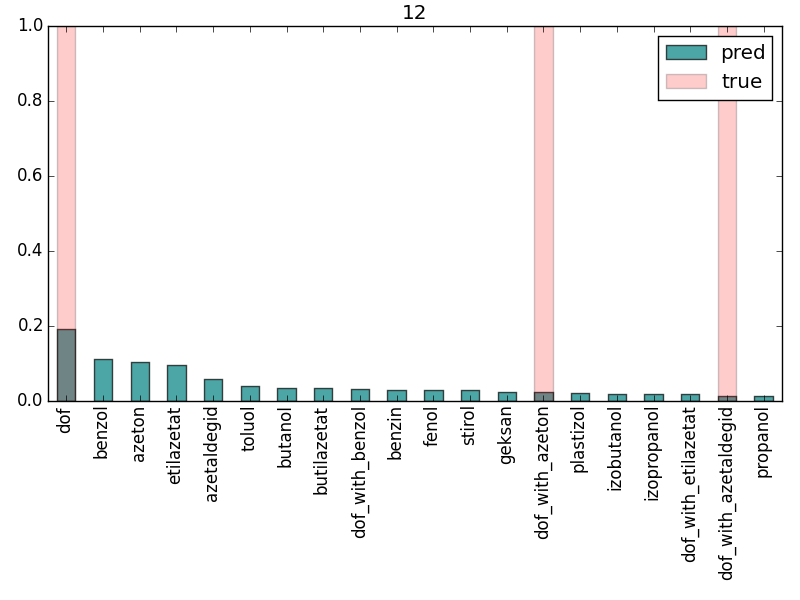 12
1.0
0.8
0.6
0.4
0.2
0.0
pred
true
dof
benzol
azeton
etilazetat
azetaldegid
toluol
butanol
butilazetat
dof_with_benzol
benzin
fenol
stirol
geksan
dof_with_azeton
plastizol
izobutanol
izopropanol
dof_with_etilazetat
dof_with_azetaldegid
propanol